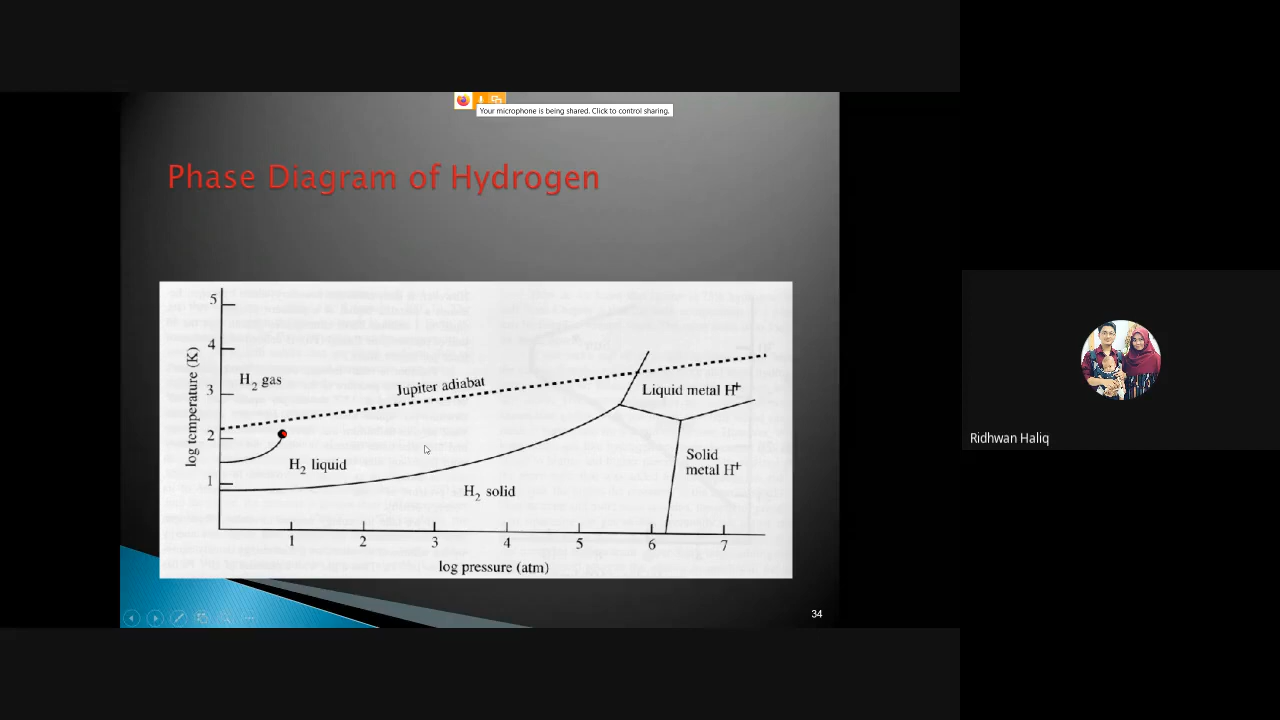 Your microphone is being shared. Click to control sharing.
Phase Diagram of Hydrogen
5
4
3
2
1
log temperature (K)
H2 gas
Jupiter adiabat
Liquid metal H+
H2 liquid
Solid
metal H+
H2 solid
1 2 3 4 5 6 7
log pressure (atm)
34
Ridhwan Haliq